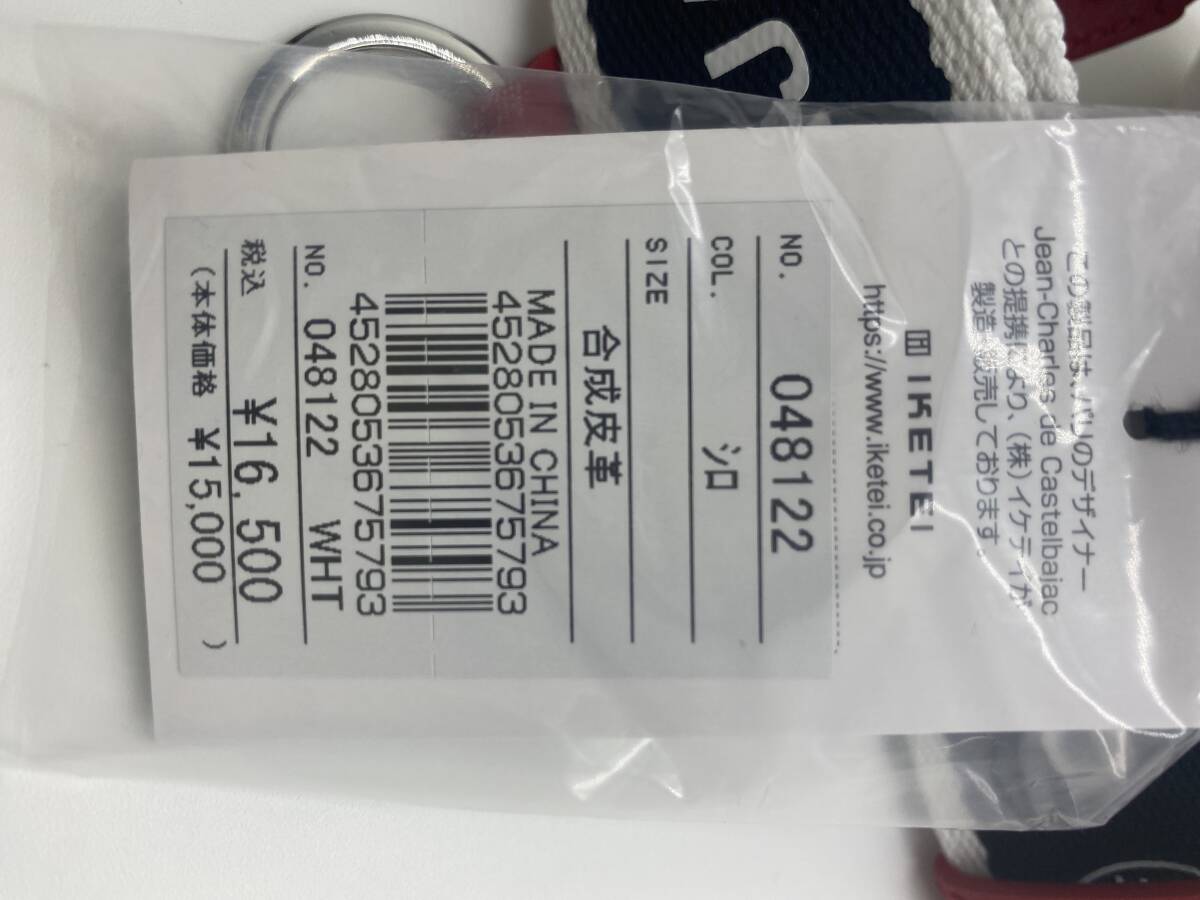 この製品は、パリのデザイナー
Jean-Charles de Castelbajac
との提携により、(株)イケテイが
製造・販売しております。
IKETEI
https://www.iketei.co.jp
NO. 048122
COL. シロ
SIZE
合成皮革
MADE IN CHINA
4528053675793
4528053675793
NO. 048122 WHT
税込 ¥16,500
(本体価格 ¥15,000 )
J